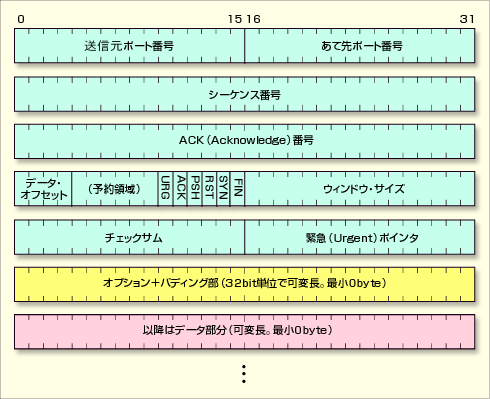 0 15 16 31
送信元ポート番号 あて先ポート番号
シーケンス番号
ACK(Acknowledge)番号
データ・オフセット (予約領域) URG ACK PSH RST SYN FIN ウィンドウ・サイズ
チェックサム 緊急(Urgent)ポインタ
オプション+パディング部(32bit単位で可変長。最小0byte)
以降はデータ部分(可変長。最小0byte)